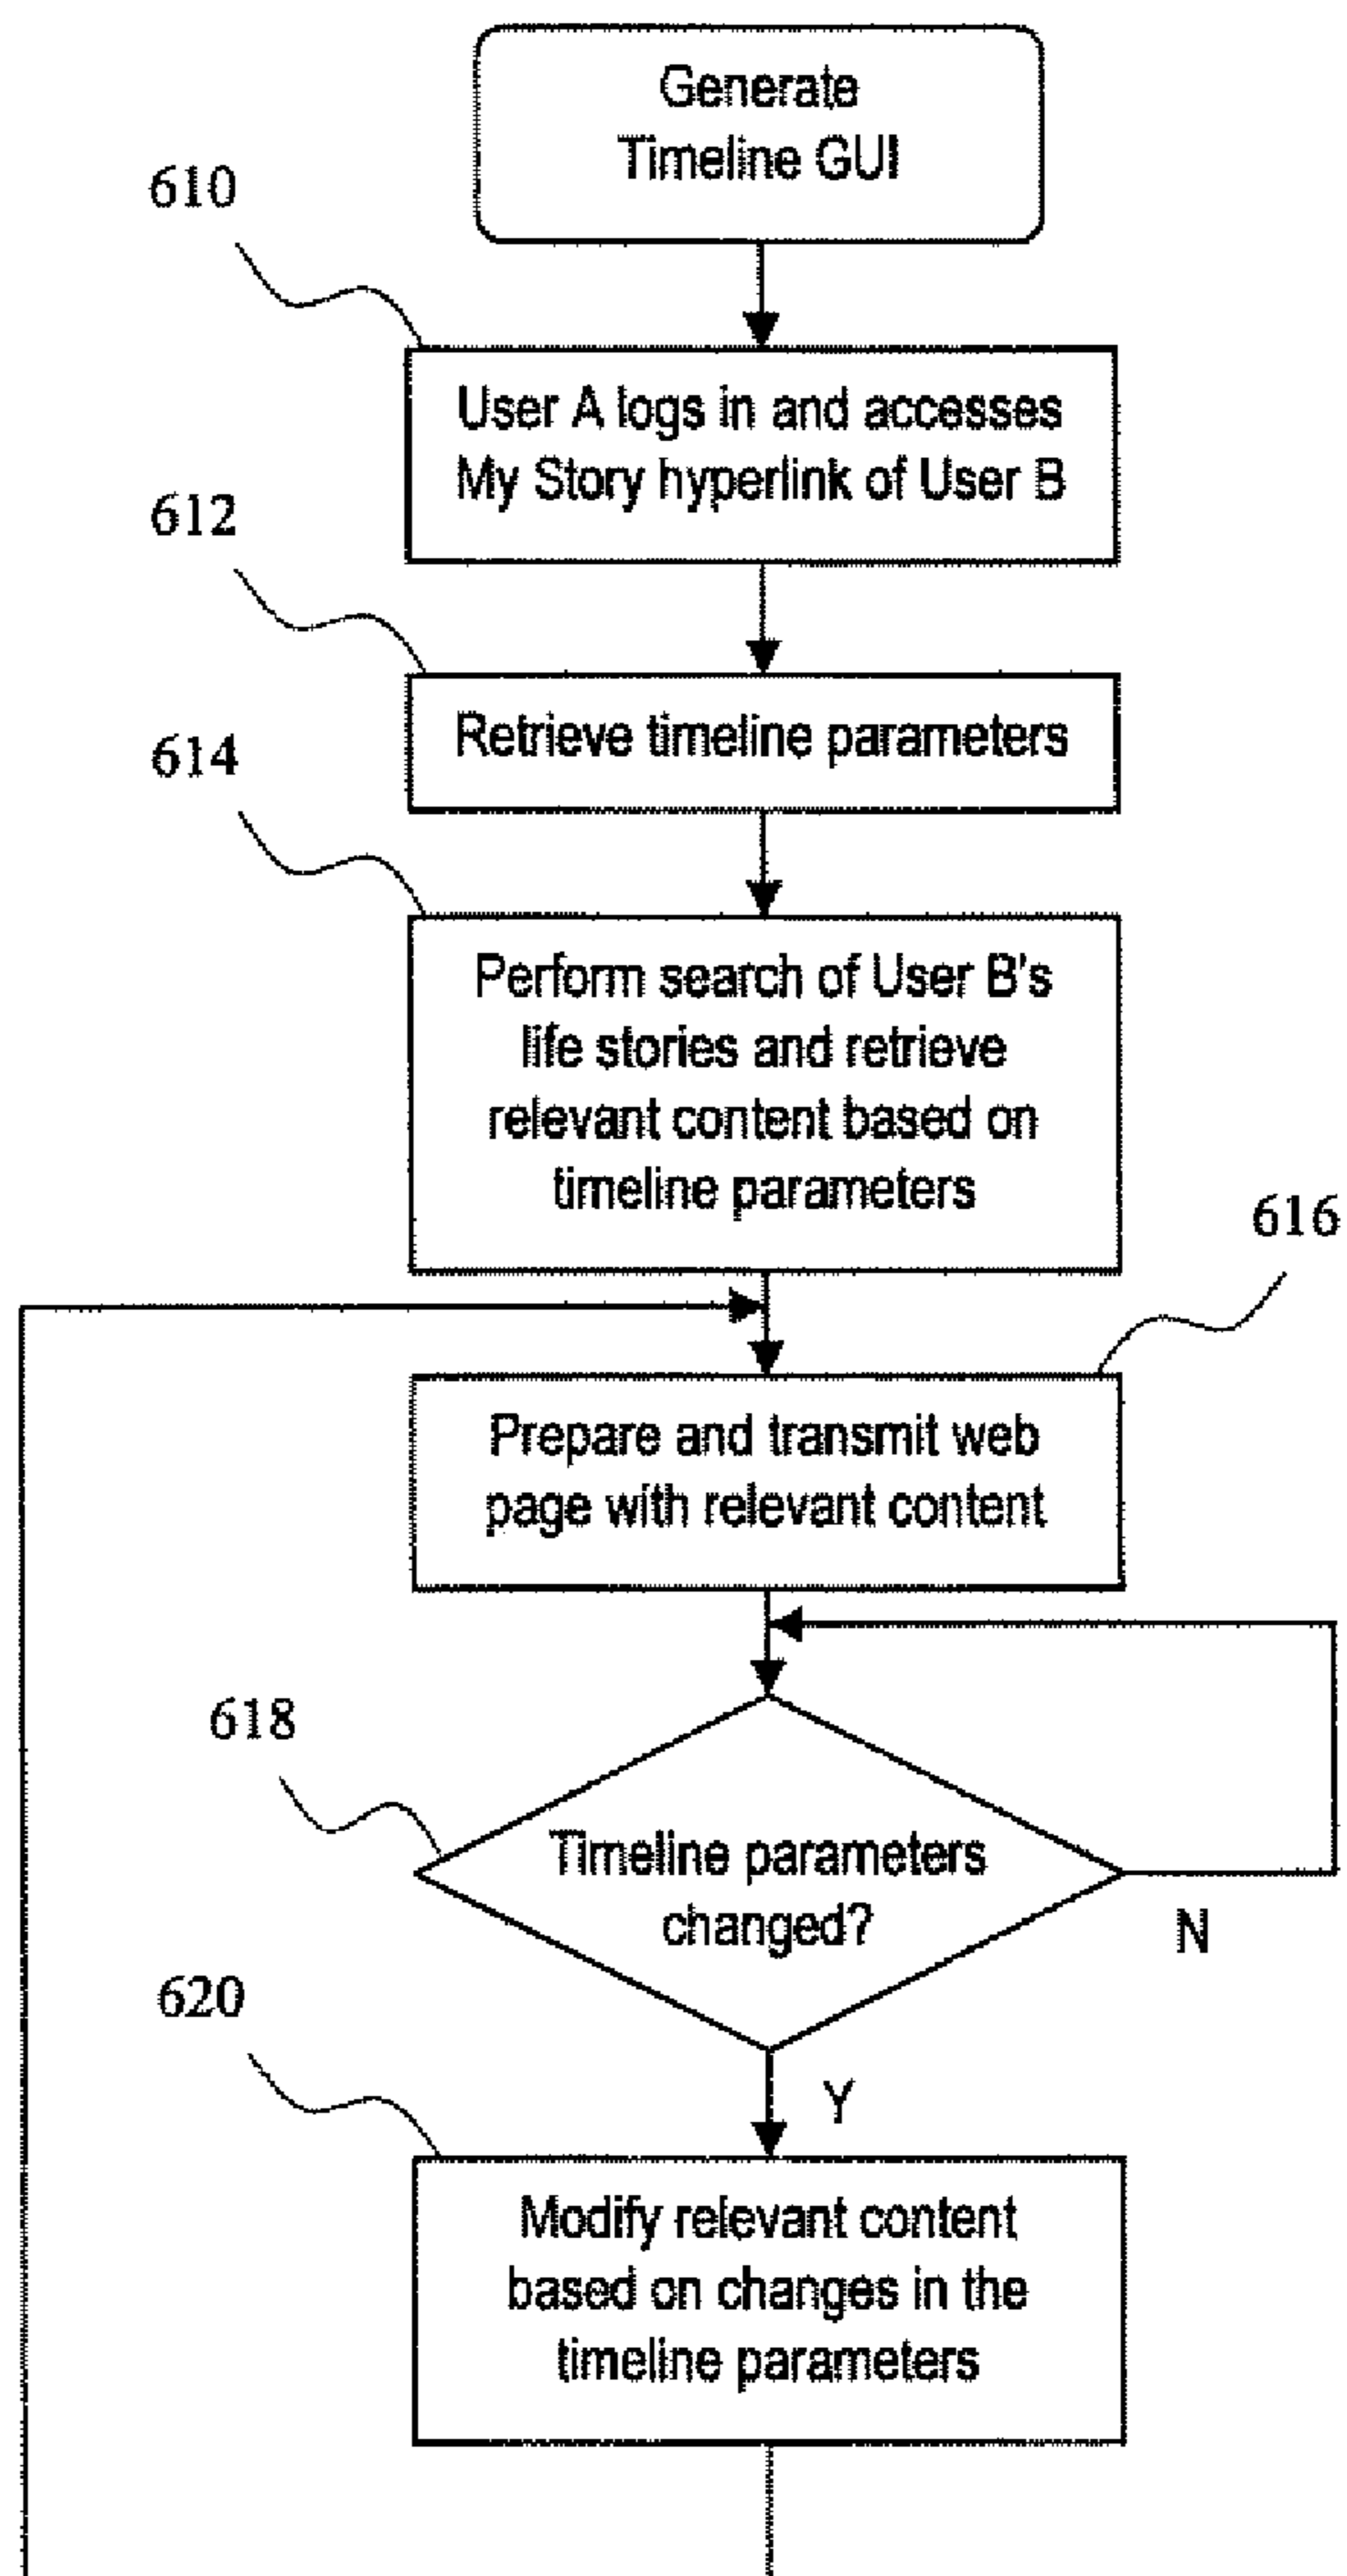 Generate
Timeline GUI
610
User A logs in and accesses
My Story hyperlink of User B
612
Retrieve timeline parameters
614
Perform search of User B's
life stories and retrieve
relevant content based on
timeline parameters
616
Prepare and transmit web
page with relevant content
618
Timeline parameters
changed?
N
Y
620
Modify relevant content
based on changes in the
timeline parameters